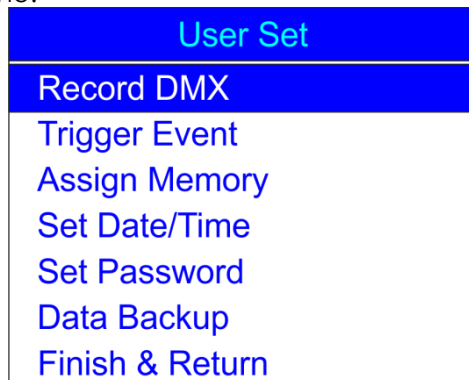 User Set
Record DMX
Trigger Event
Assign Memory
Set Date/Time
Set Password
Data Backup
Finish & Return